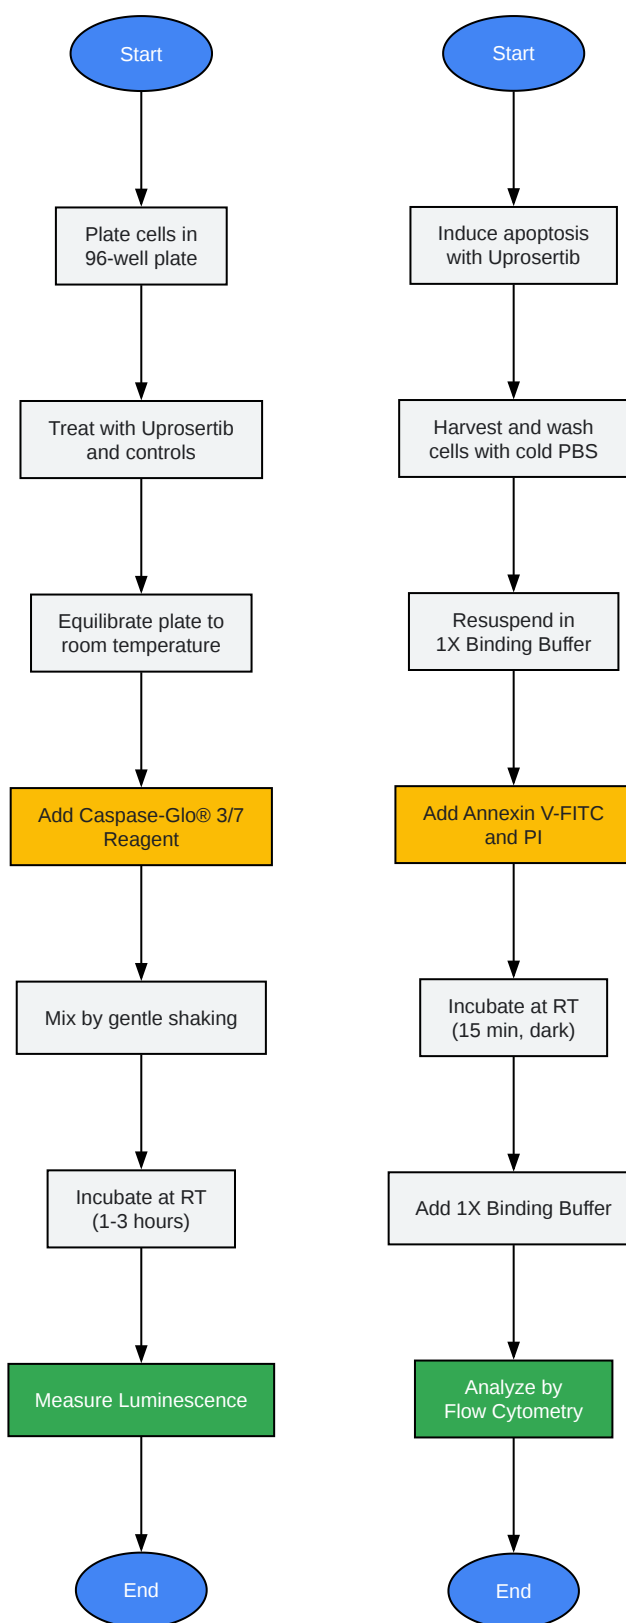 Start
Plate cells in
96-well plate
Treat with Uprosertib
and controls
Equilibrate plate to
room temperature
Add Caspase-Glo® 3/7
Reagent
Mix by gentle shaking
Incubate at RT
(1-3 hours)
Measure Luminescence
End
Start
Induce apoptosis
with Uprosertib
Harvest and wash
cells with cold PBS
Resuspend in
1X Binding Buffer
Add Annexin V-FITC
and PI
Incubate at RT
(15 min, dark)
Add 1X Binding Buffer
Analyze by
Flow Cytometry
End